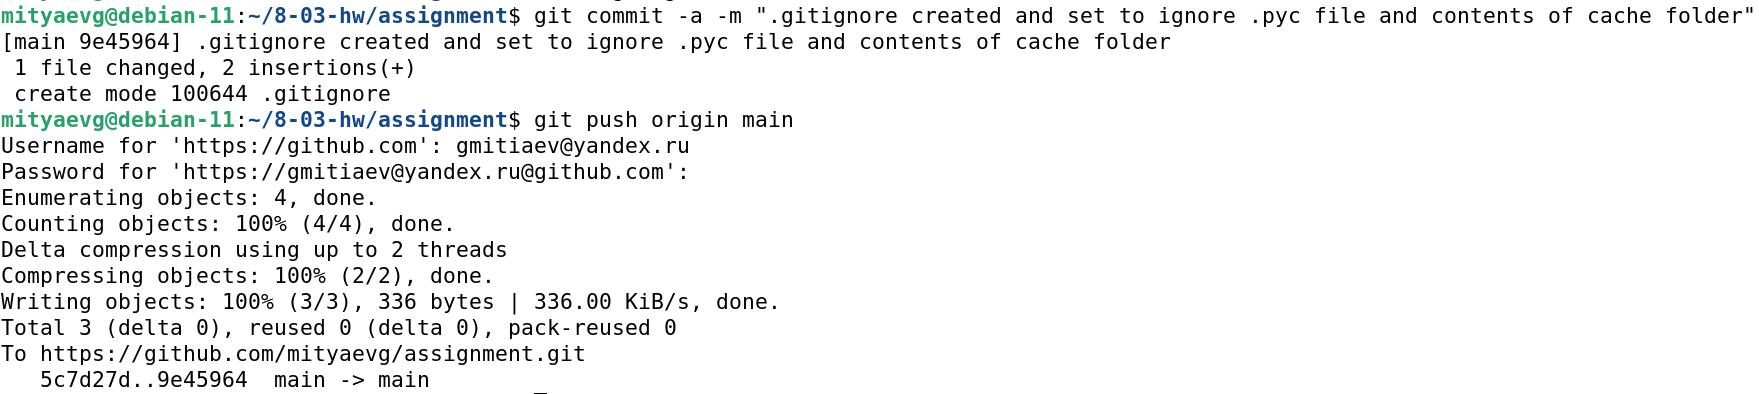 mityaevg@debian-11:~/8-03-hw/assignment$ git commit -a -m ".gitignore created and set to ignore .pyc file and contents of cache folder"
[main 9e45964] .gitignore created and set to ignore .pyc file and contents of cache folder
 1 file changed, 2 insertions(+)
 create mode 100644 .gitignore
mityaevg@debian-11:~/8-03-hw/assignment$ git push origin main
Username for 'https://github.com': gmitiaev@yandex.ru
Password for 'https://gmitiaev@yandex.ru@github.com':
Enumerating objects: 4, done.
Counting objects: 100% (4/4), done.
Delta compression using up to 2 threads
Compressing objects: 100% (2/2), done.
Writing objects: 100% (3/3), 336 bytes | 336.00 KiB/s, done.
Total 3 (delta 0), reused 0 (delta 0), pack-reused 0
To https://github.com/mityaevg/assignment.git
   5c7d27d..9e45964  main -> main